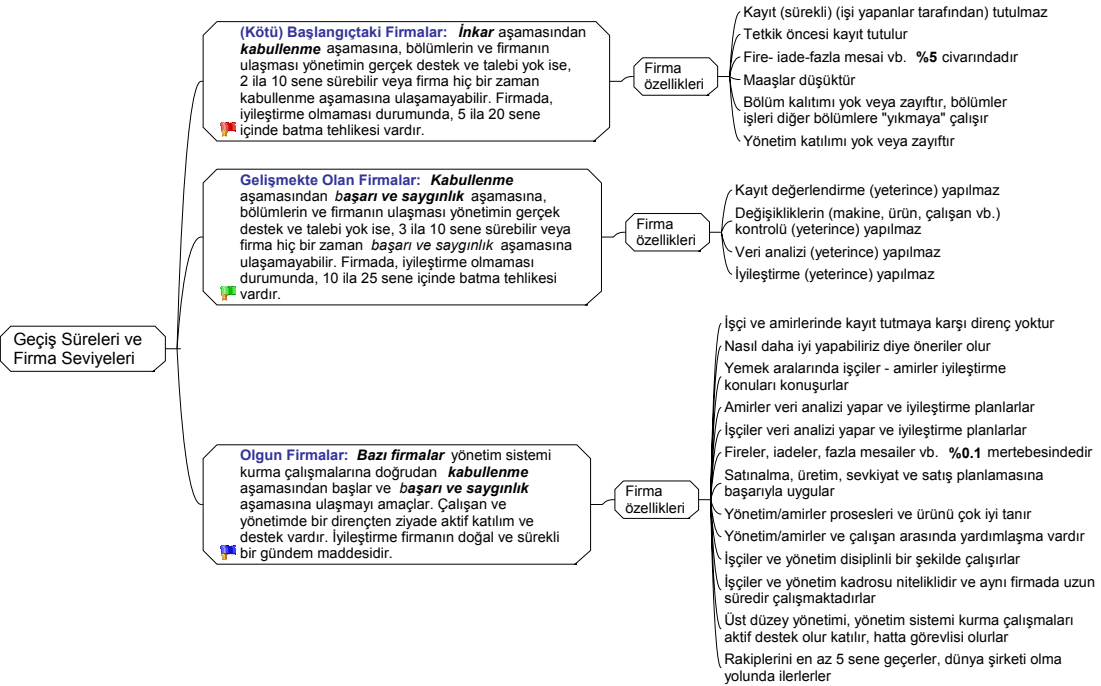 Geçiş Süreleri ve
Firma Seviyeleri
(Kötü) Başlangıçtaki Firmalar: İnkar aşamasından
kabullenme aşamasına, bölümlerin ve firmanın
ulaşması yönetimin gerçek destek ve talebi yok ise,
2 ila 10 sene sürebilir veya firma hiç bir zaman
kabullenme aşamasına ulaşamayabilir. Firmada,
iyileştirme olmaması durumunda, 5 ila 20 sene
içinde batma tehlikesi vardır.
Firma
özellikleri
Kayıt (sürekli) (işi yapanlar tarafından) tutulmaz
Tetkik öncesi kayıt tutulur
Fire- iade-fazla mesai vb. %5 civarındadır
Maaşlar düşüktür
Bölüm kalıtımı yok veya zayıftır, bölümler
işleri diğer bölümlere "yıkmaya" çalışır
Yönetim katılımı yok veya zayıftır
Gelişmekte Olan Firmalar: Kabullenme
aşamasından başarı ve saygınlık aşamasına,
bölümlerin ve firmanın ulaşması yönetimin gerçek
destek ve talebi yok ise, 3 ila 10 sene sürebilir veya
firma hiç bir zaman başarı ve saygınlık aşamasına
ulaşamayabilir. Firmada, iyileştirme olmaması
durumunda, 10 ila 25 sene içinde batma tehlikesi
vardır.
Firma
özellikleri
Kayıt değerlendirme (yeterince) yapılmaz
Değişikliklerin (makine, ürün, çalışan vb.)
kontrolü (yeterince) yapılmaz
Veri analizi (yeterince) yapılmaz
İyileştirme (yeterince) yapılmaz
Olgun Firmalar: Bazı firmalar yönetim sistemi
kurma çalışmalarına doğrudan kabullenme
aşamasından başlar ve başarı ve saygınlık
aşamasına ulaşmayı amaçlar. Çalışan ve
yönetimde bir dirençten ziyade aktif katılım ve
destek vardır. İyileştirme firmanın doğal ve sürekli
bir gündem maddesidir.
Firma
özellikleri
İşçi ve amirlerinde kayıt tutmaya karşı direnç yoktur
Nasıl daha iyi yapabiliriz diye öneriler olur
Yemek aralarında işçiler - amirler iyileştirme
konuları konuşurlar
Amirler veri analizi yapar ve iyileştirme planlarlar
İşçiler veri analizi yapar ve iyileştirme planlarlar
Fireler, iadeler, fazla mesailer vb. %0.1 mertebesindedir
Satınalma, üretim, sevkiyat ve satış planlamasına
başarıyla uygular
Yönetim/amirler prosesleri ve ürünü çok iyi tanır
Yönetim/amirler ve çalışan arasında yardımlaşma vardır
İşçiler ve yönetim disiplinli bir şekilde çalışırlar
İşçiler ve yönetim kadrosu niteliklidir ve aynı firmada uzun
süredir çalışmaktadırlar
Üst düzey yönetimi, yönetim sistemi kurma çalışmaları
aktif destek olur katılır, hatta görevlisi olurlar
Rakiplerini en az 5 sene geçerler, dünya şirketi olma
yolunda ilerlerler